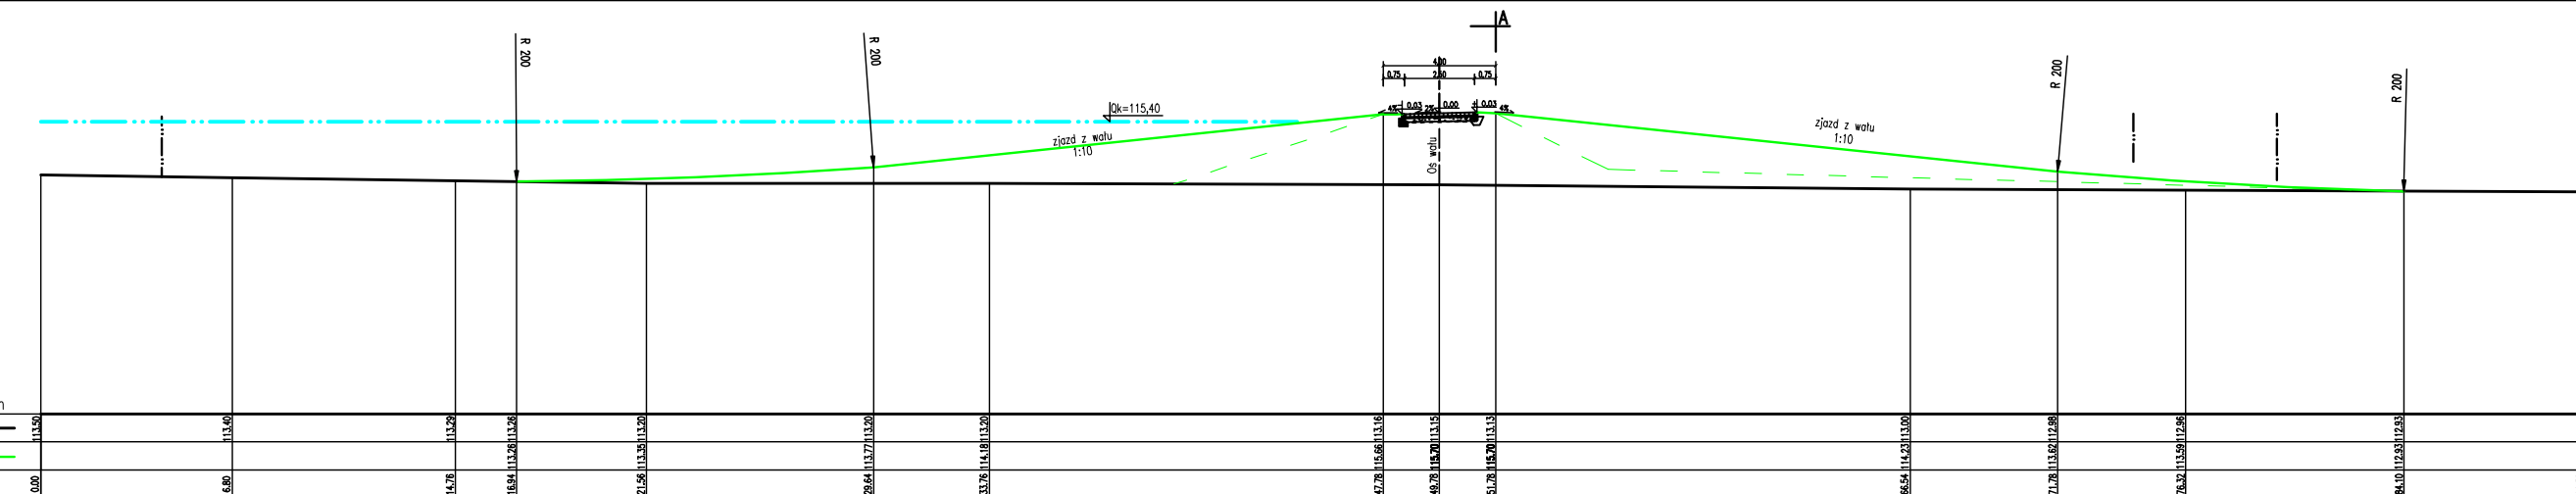 A
R 200
R 200
R 200
R 200
4.00
0.75 2.50 0.75
Qk=115,40
4% 0.03 2% 0.00 0.03 4%
zjazd z wału
1:10
Oś wału
zjazd z wału
1:10
113.50 113.40 113.29 113.26 113.20 113.20 113.20 113.16 113.15 113.13 113.00 112.98 112.96 112.93
113.26 113.35 113.77 114.18 115.66 115.70 115.70 114.23 113.62 113.59 112.93
0.00 6.80 14.76 16.94 21.56 29.64 33.76 47.78 49.78 51.78 66.54 71.78 76.32 84.10